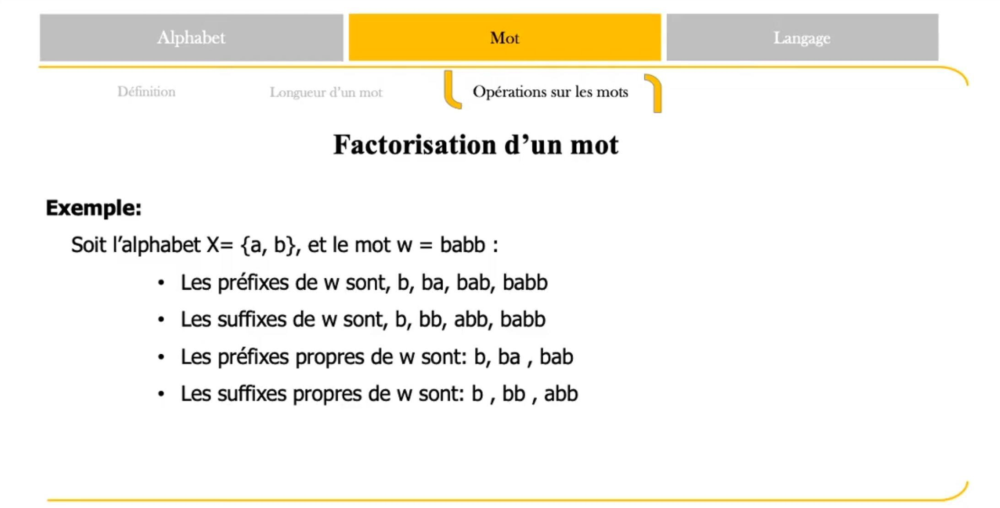 Alphabet
Mot
Langage
Définition
Longueur d’un mot
Opérations sur les mots
Factorisation d’un mot
Exemple:
Soit l’alphabet X= {a, b}, et le mot w = babb :
• Les préfixes de w sont, b, ba, bab, babb
• Les suffixes de w sont, b, bb, abb, babb
• Les préfixes propres de w sont: b, ba , bab
• Les suffixes propres de w sont: b , bb , abb